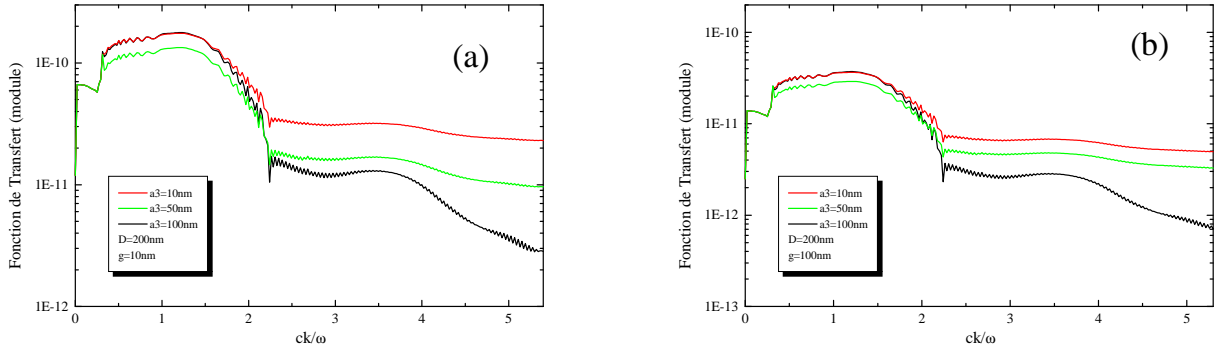 (a)
Fonction de Transfert (module)
1E-10
1E-11
1E-12
a3=10nm
a3=50nm
a3=100nm
D=200nm
g=10nm
0 1 2 3 4 5
ck/ω
(b)
Fonction de Transfert (module)
1E-10
1E-11
1E-12
1E-13
a3=10nm
a3=50nm
a3=100nm
D=200nm
g=100nm
0 1 2 3 4 5
ck/ω